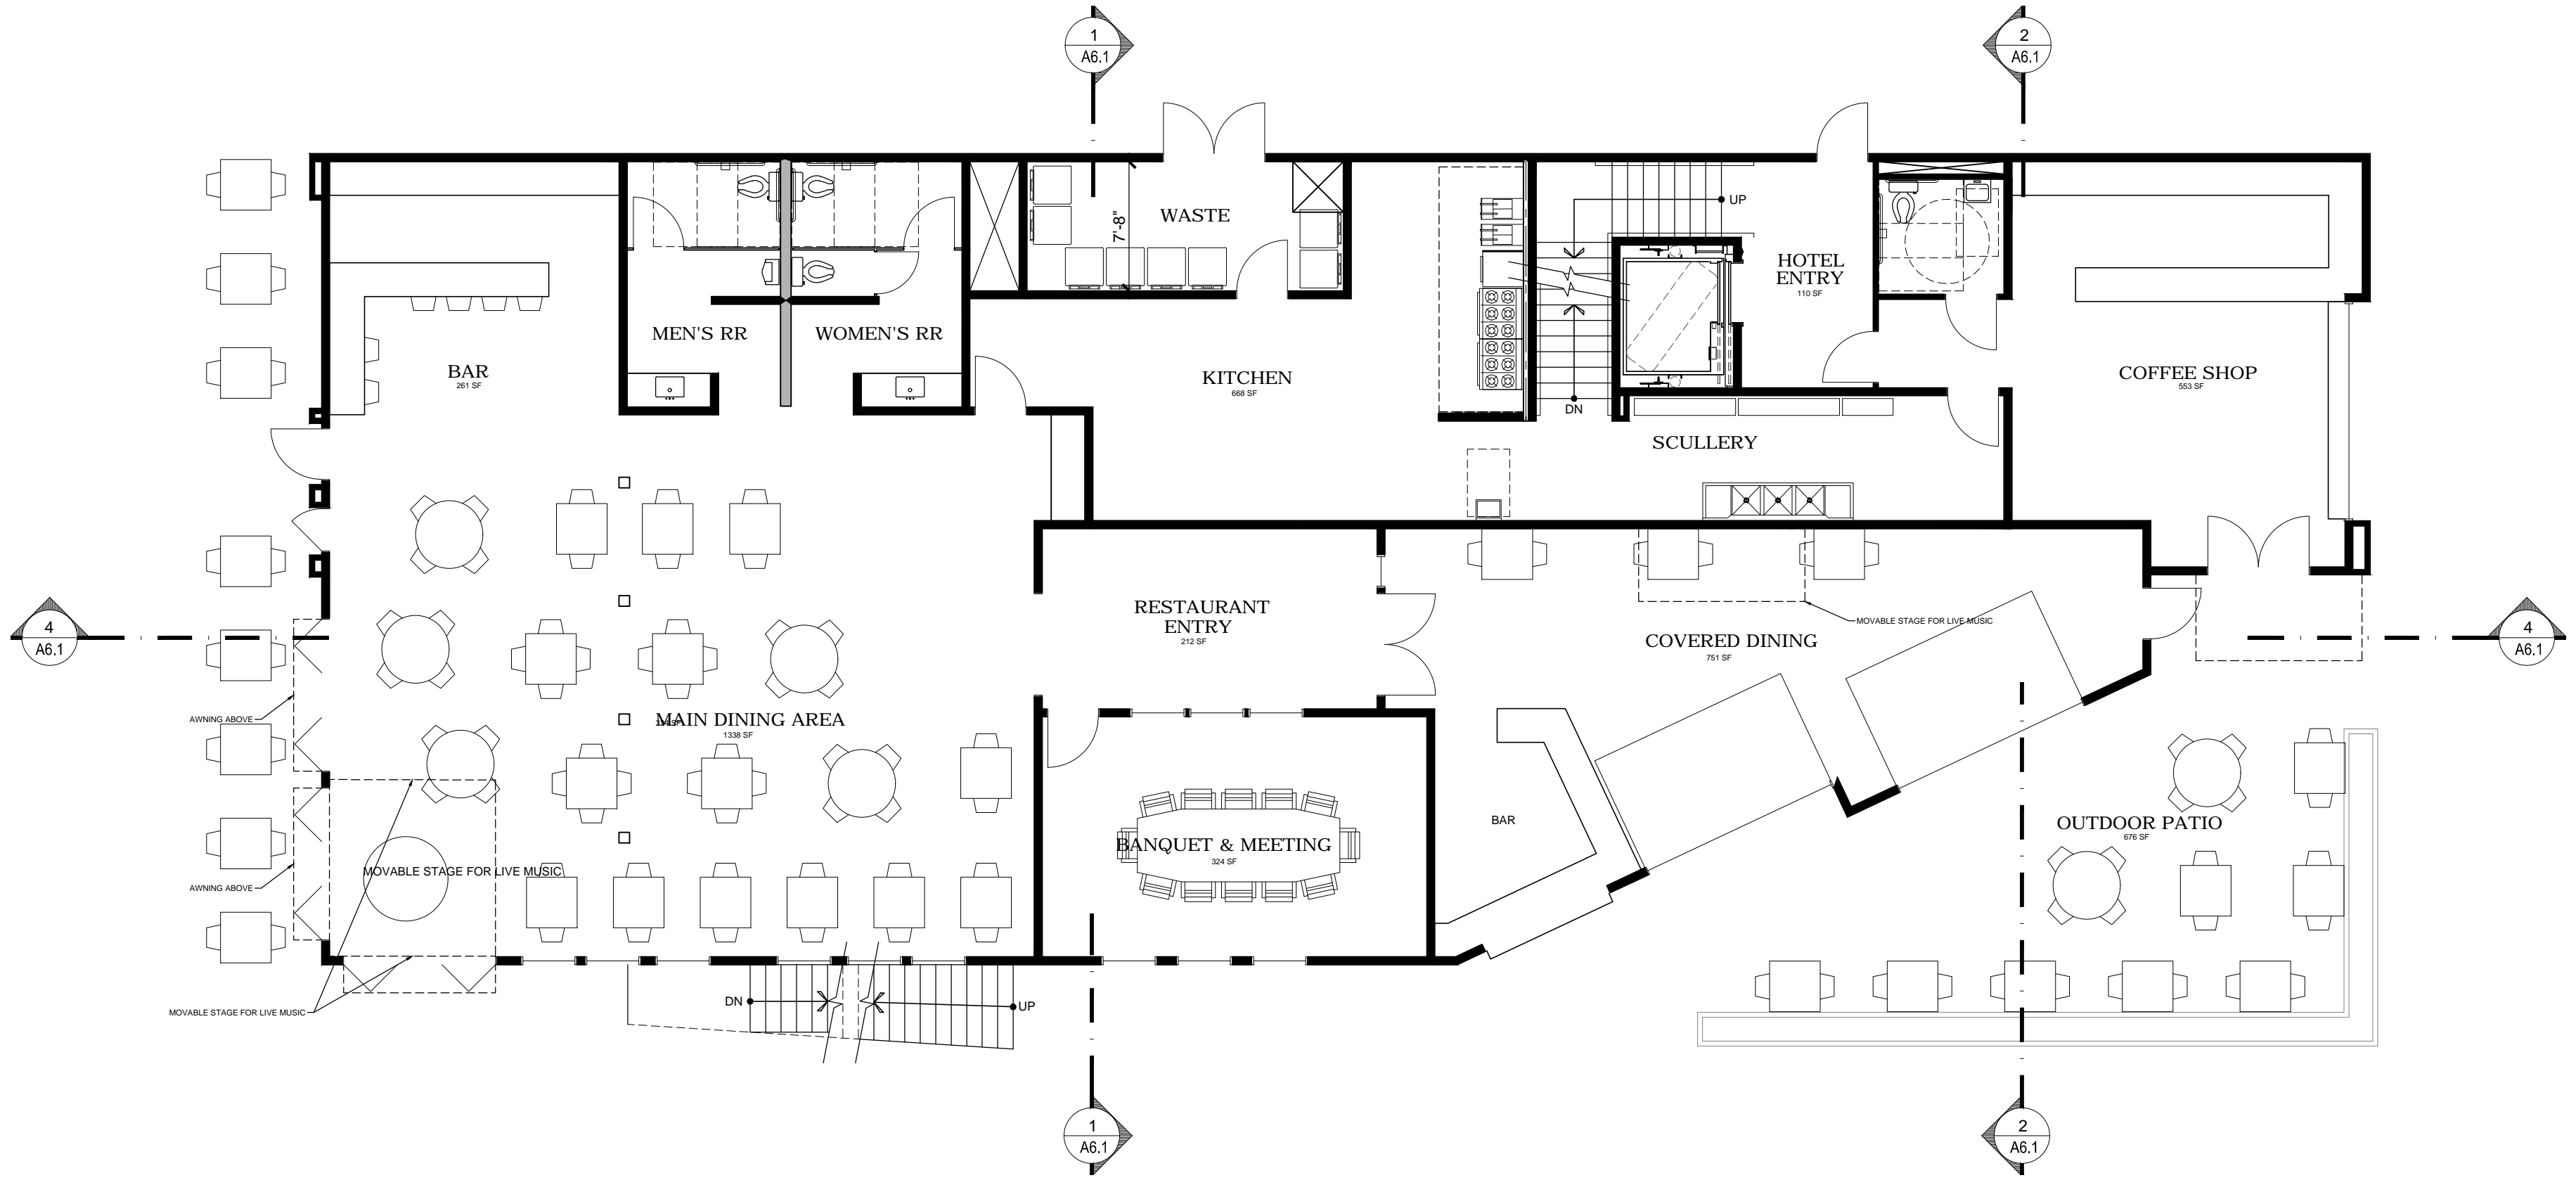 1
A6.1
2
A6.1
WASTE
7'-8"
UP
HOTEL
ENTRY
110 SF
MEN'S RR
WOMEN'S RR
BAR
261 SF
KITCHEN
668 SF
COFFEE SHOP
553 SF
DN
SCULLERY
RESTAURANT
ENTRY
212 SF
MOVABLE STAGE FOR LIVE MUSIC
COVERED DINING
751 SF
4
A6.1
4
A6.1
AWNING ABOVE
MAIN DINING AREA
1338 SF
BAR
OUTDOOR PATIO
676 SF
BANQUET & MEETING
324 SF
MOVABLE STAGE FOR LIVE MUSIC
AWNING ABOVE
DN
UP
MOVABLE STAGE FOR LIVE MUSIC
1
A6.1
2
A6.1